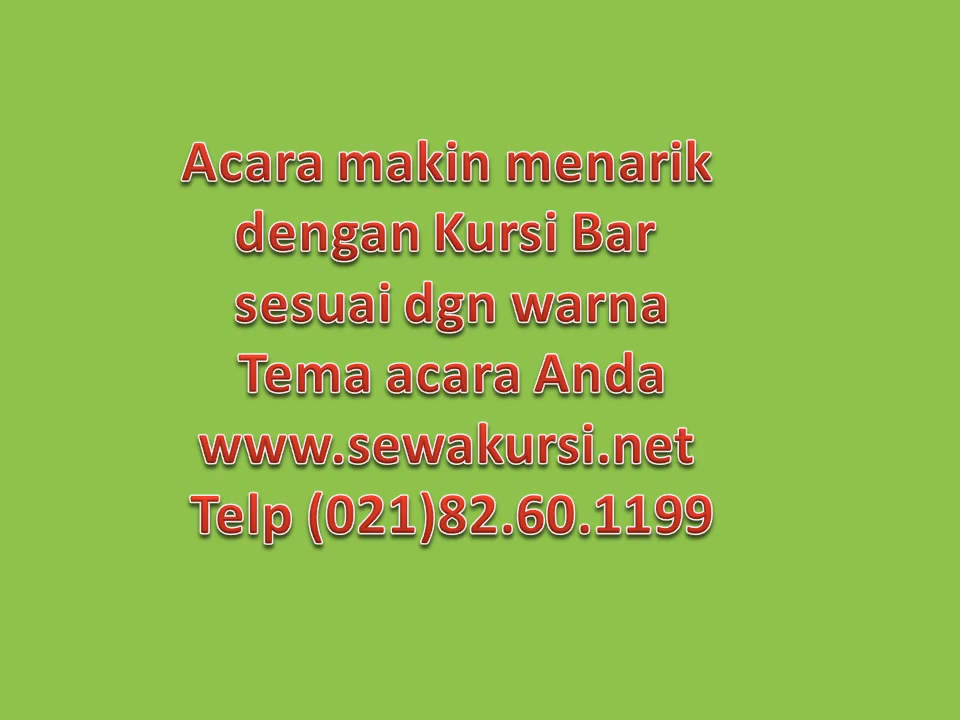 Acara makin menarik
dengan Kursi Bar
sesuai dgn warna
Tema acara Anda
www.sewakursi.net
Telp (021)82.60.1199